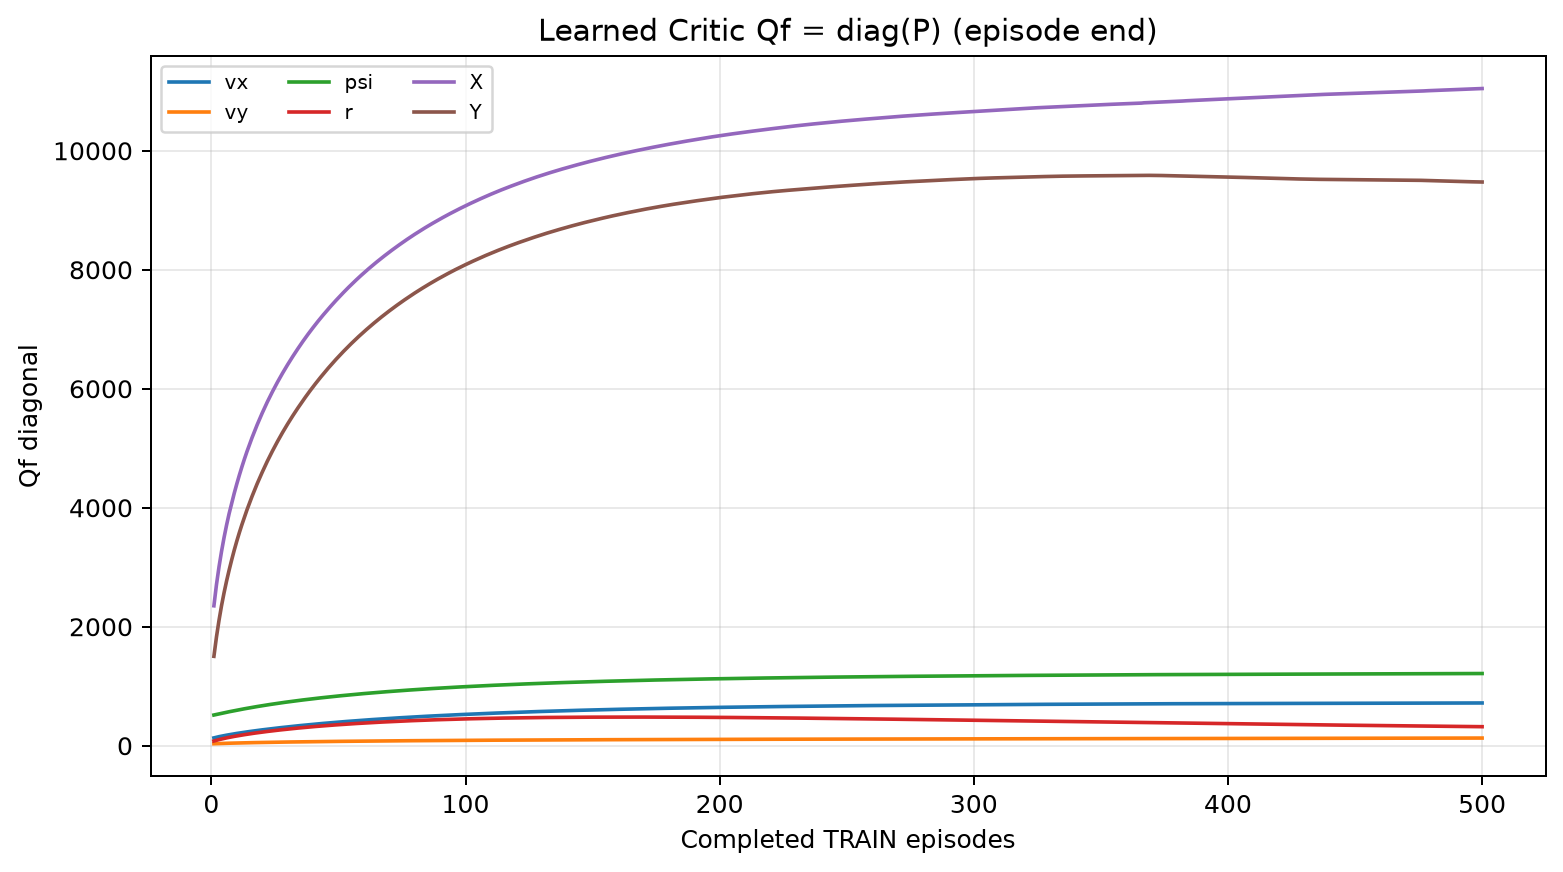 Learned Critic Qf = diag(P) (episode end)
vx psi X
vy r Y
10000
8000
6000
4000
2000
0
Qf diagonal
0 100 200 300 400 500
Completed TRAIN episodes